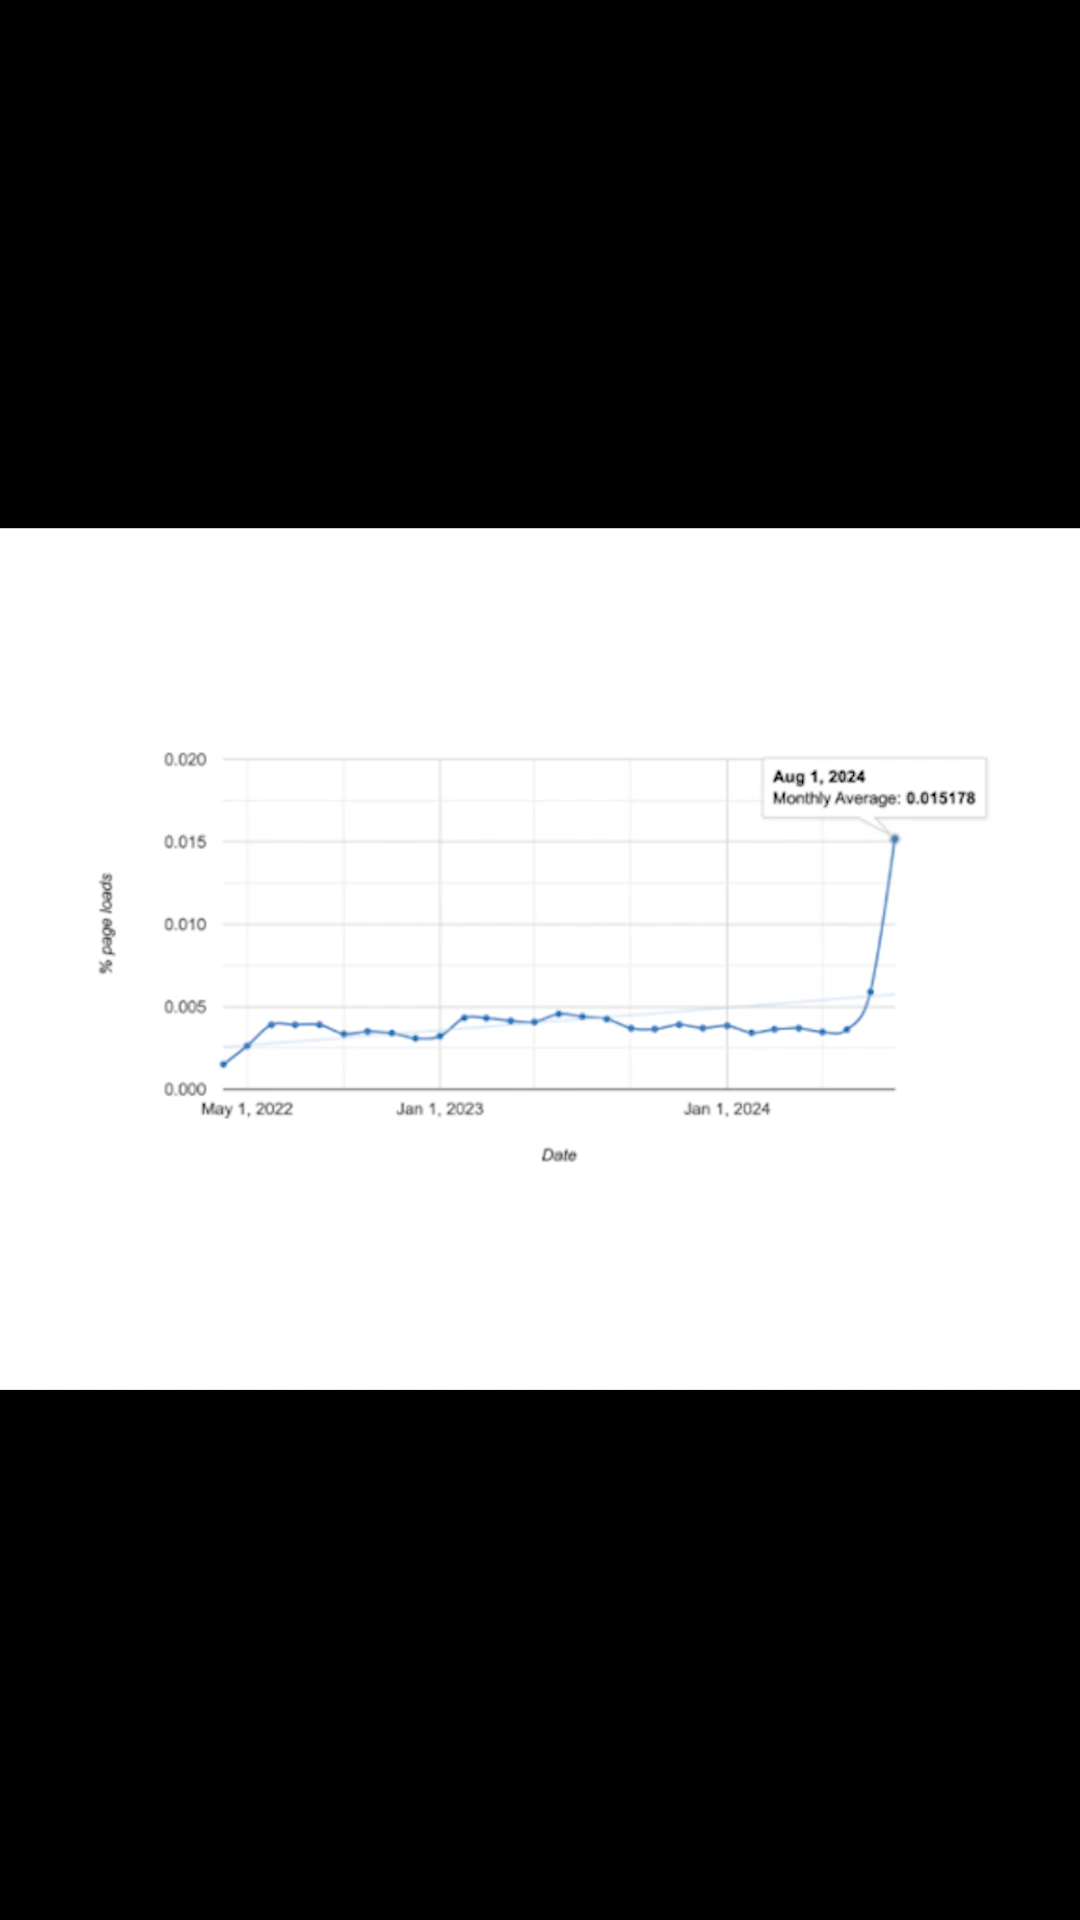 0.020
Aug 1, 2024
Monthly Average: 0.015178
0.015
% page loads
0.010
0.005
0.000
May 1, 2022 Jan 1, 2023 Jan 1, 2024
Date